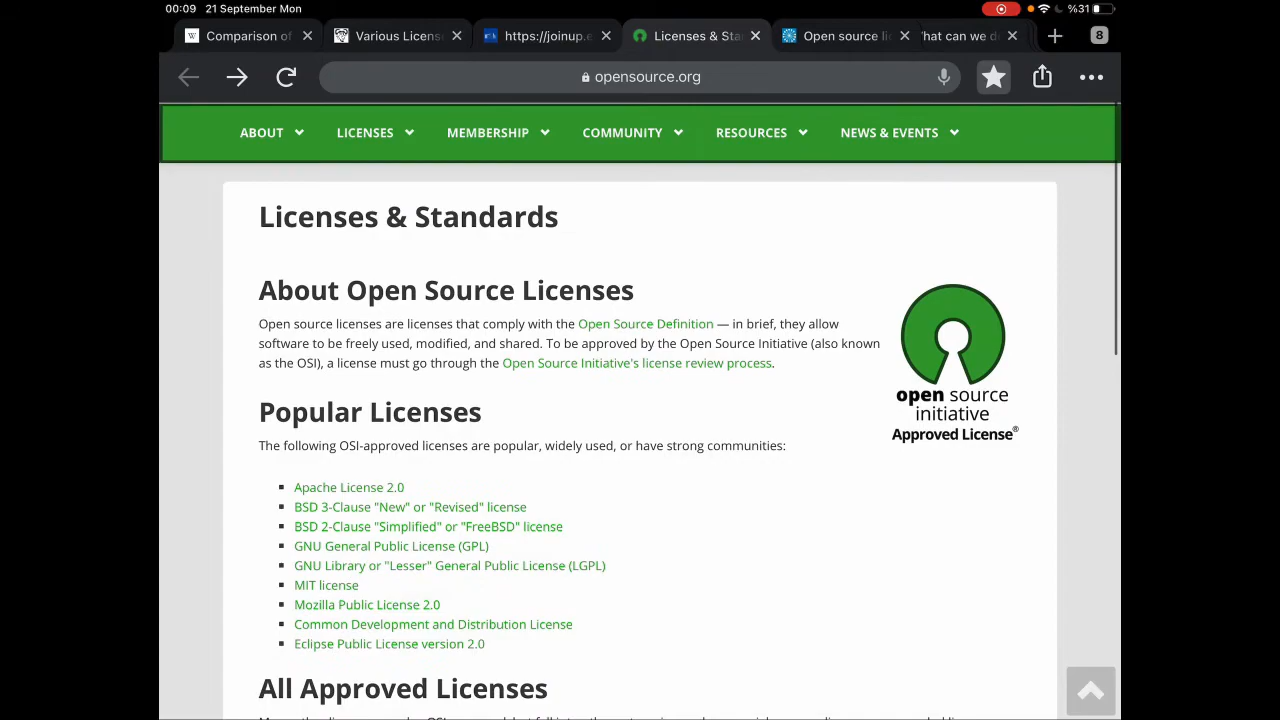 00:09 21 September Mon %31
Comparison of Various License https://joinup.e Licenses & Sta Open source lic hat can we d 8
opensource.org
ABOUT LICENSES MEMBERSHIP COMMUNITY RESOURCES NEWS & EVENTS
Licenses & Standards
About Open Source Licenses
Open source licenses are licenses that comply with the Open Source Definition — in brief, they allow
software to be freely used, modified, and shared. To be approved by the Open Source Initiative (also known
as the OSI), a license must go through the Open Source Initiative's license review process.
open source
initiative
Approved License®
Popular Licenses
The following OSI-approved licenses are popular, widely used, or have strong communities:
Apache License 2.0
BSD 3-Clause "New" or "Revised" license
BSD 2-Clause "Simplified" or "FreeBSD" license
GNU General Public License (GPL)
GNU Library or "Lesser" General Public License (LGPL)
MIT license
Mozilla Public License 2.0
Common Development and Distribution License
Eclipse Public License version 2.0
All Approved Licenses